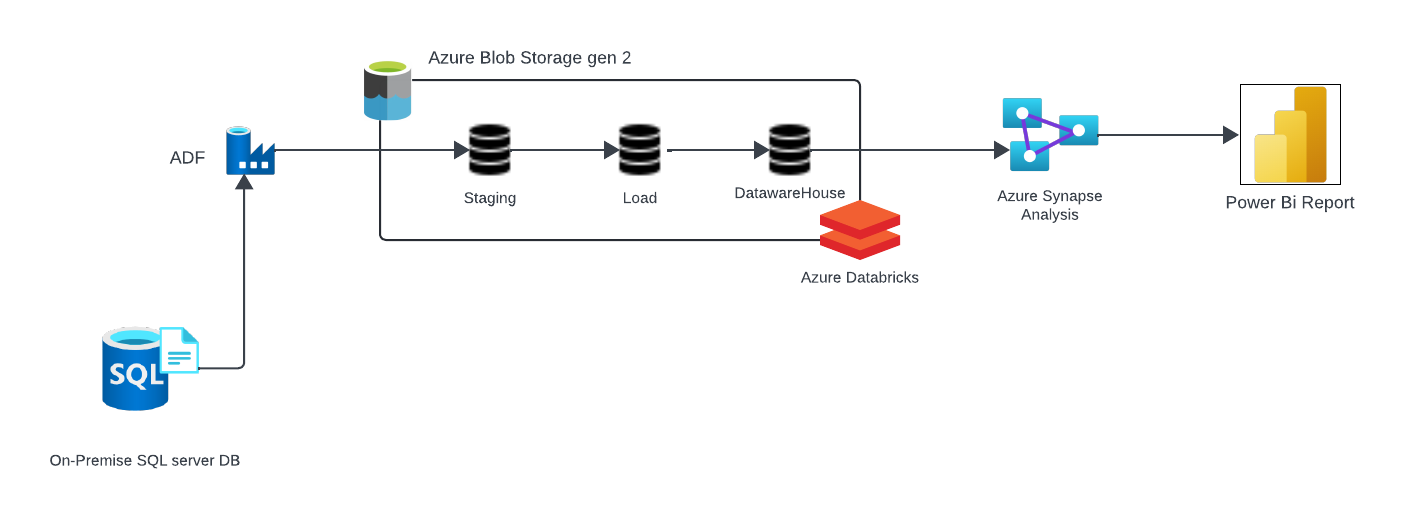 Azure Blob Storage gen 2
ADF
Staging
Load
DatawareHouse
Azure Synapse
Analysis
Power Bi Report
Azure Databricks
SQL
On-Premise SQL server DB